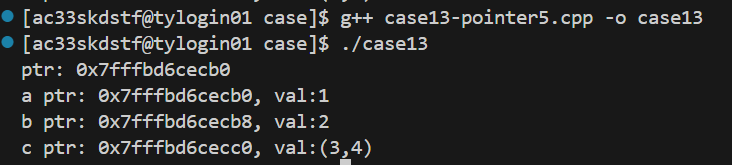 [ac33skdstf@tylogin01 case]$ g++ case13-pointer5.cpp -o case13
[ac33skdstf@tylogin01 case]$ ./case13
ptr: 0x7fffbd6cecb0
a ptr: 0x7fffbd6cecb0, val:1
b ptr: 0x7fffbd6cecb8, val:2
c ptr: 0x7fffbd6cecc0, val:(3,4)